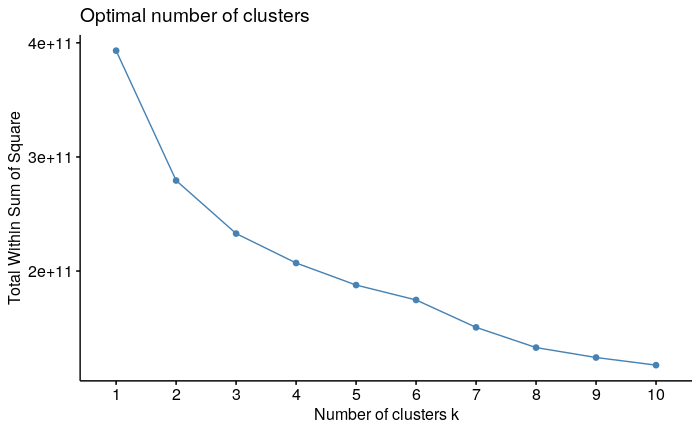 Optimal number of clusters
Total Within Sum of Square
4e+11
3e+11
2e+11
1 2 3 4 5 6 7 8 9 10
Number of clusters k